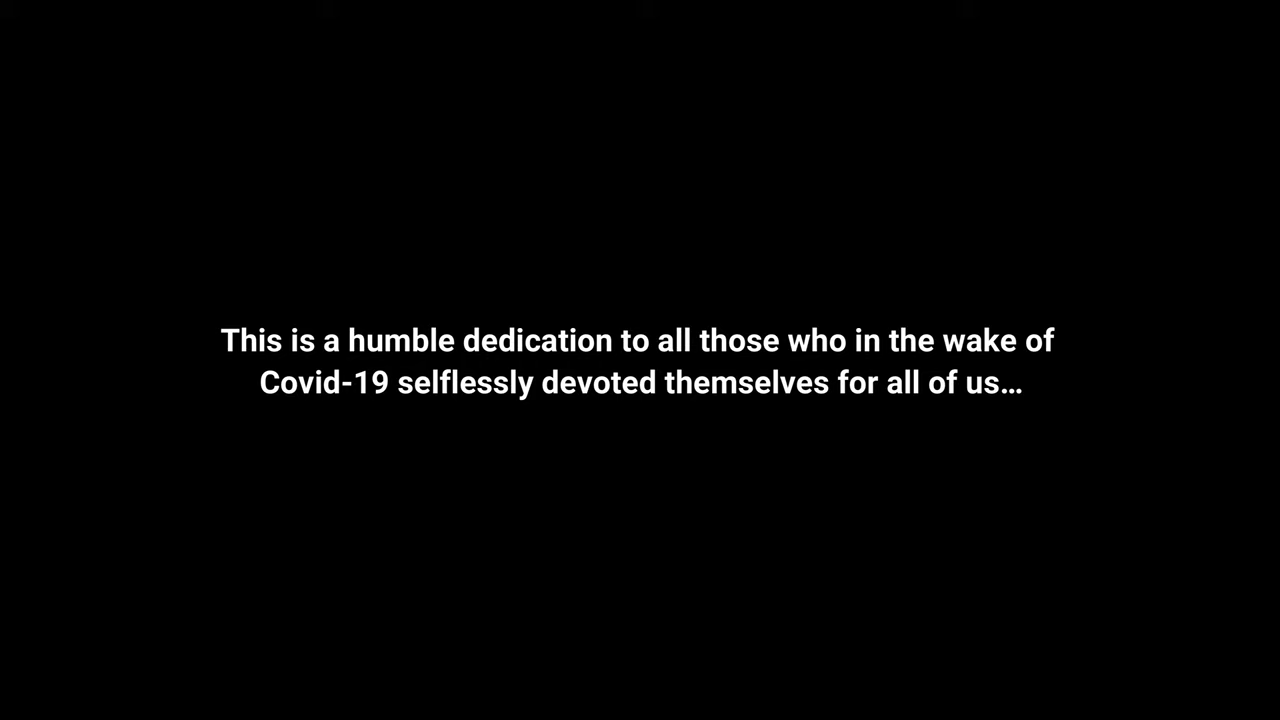 This is a humble dedication to all those who in the wake of
Covid-19 selflessly devoted themselves for all of us…